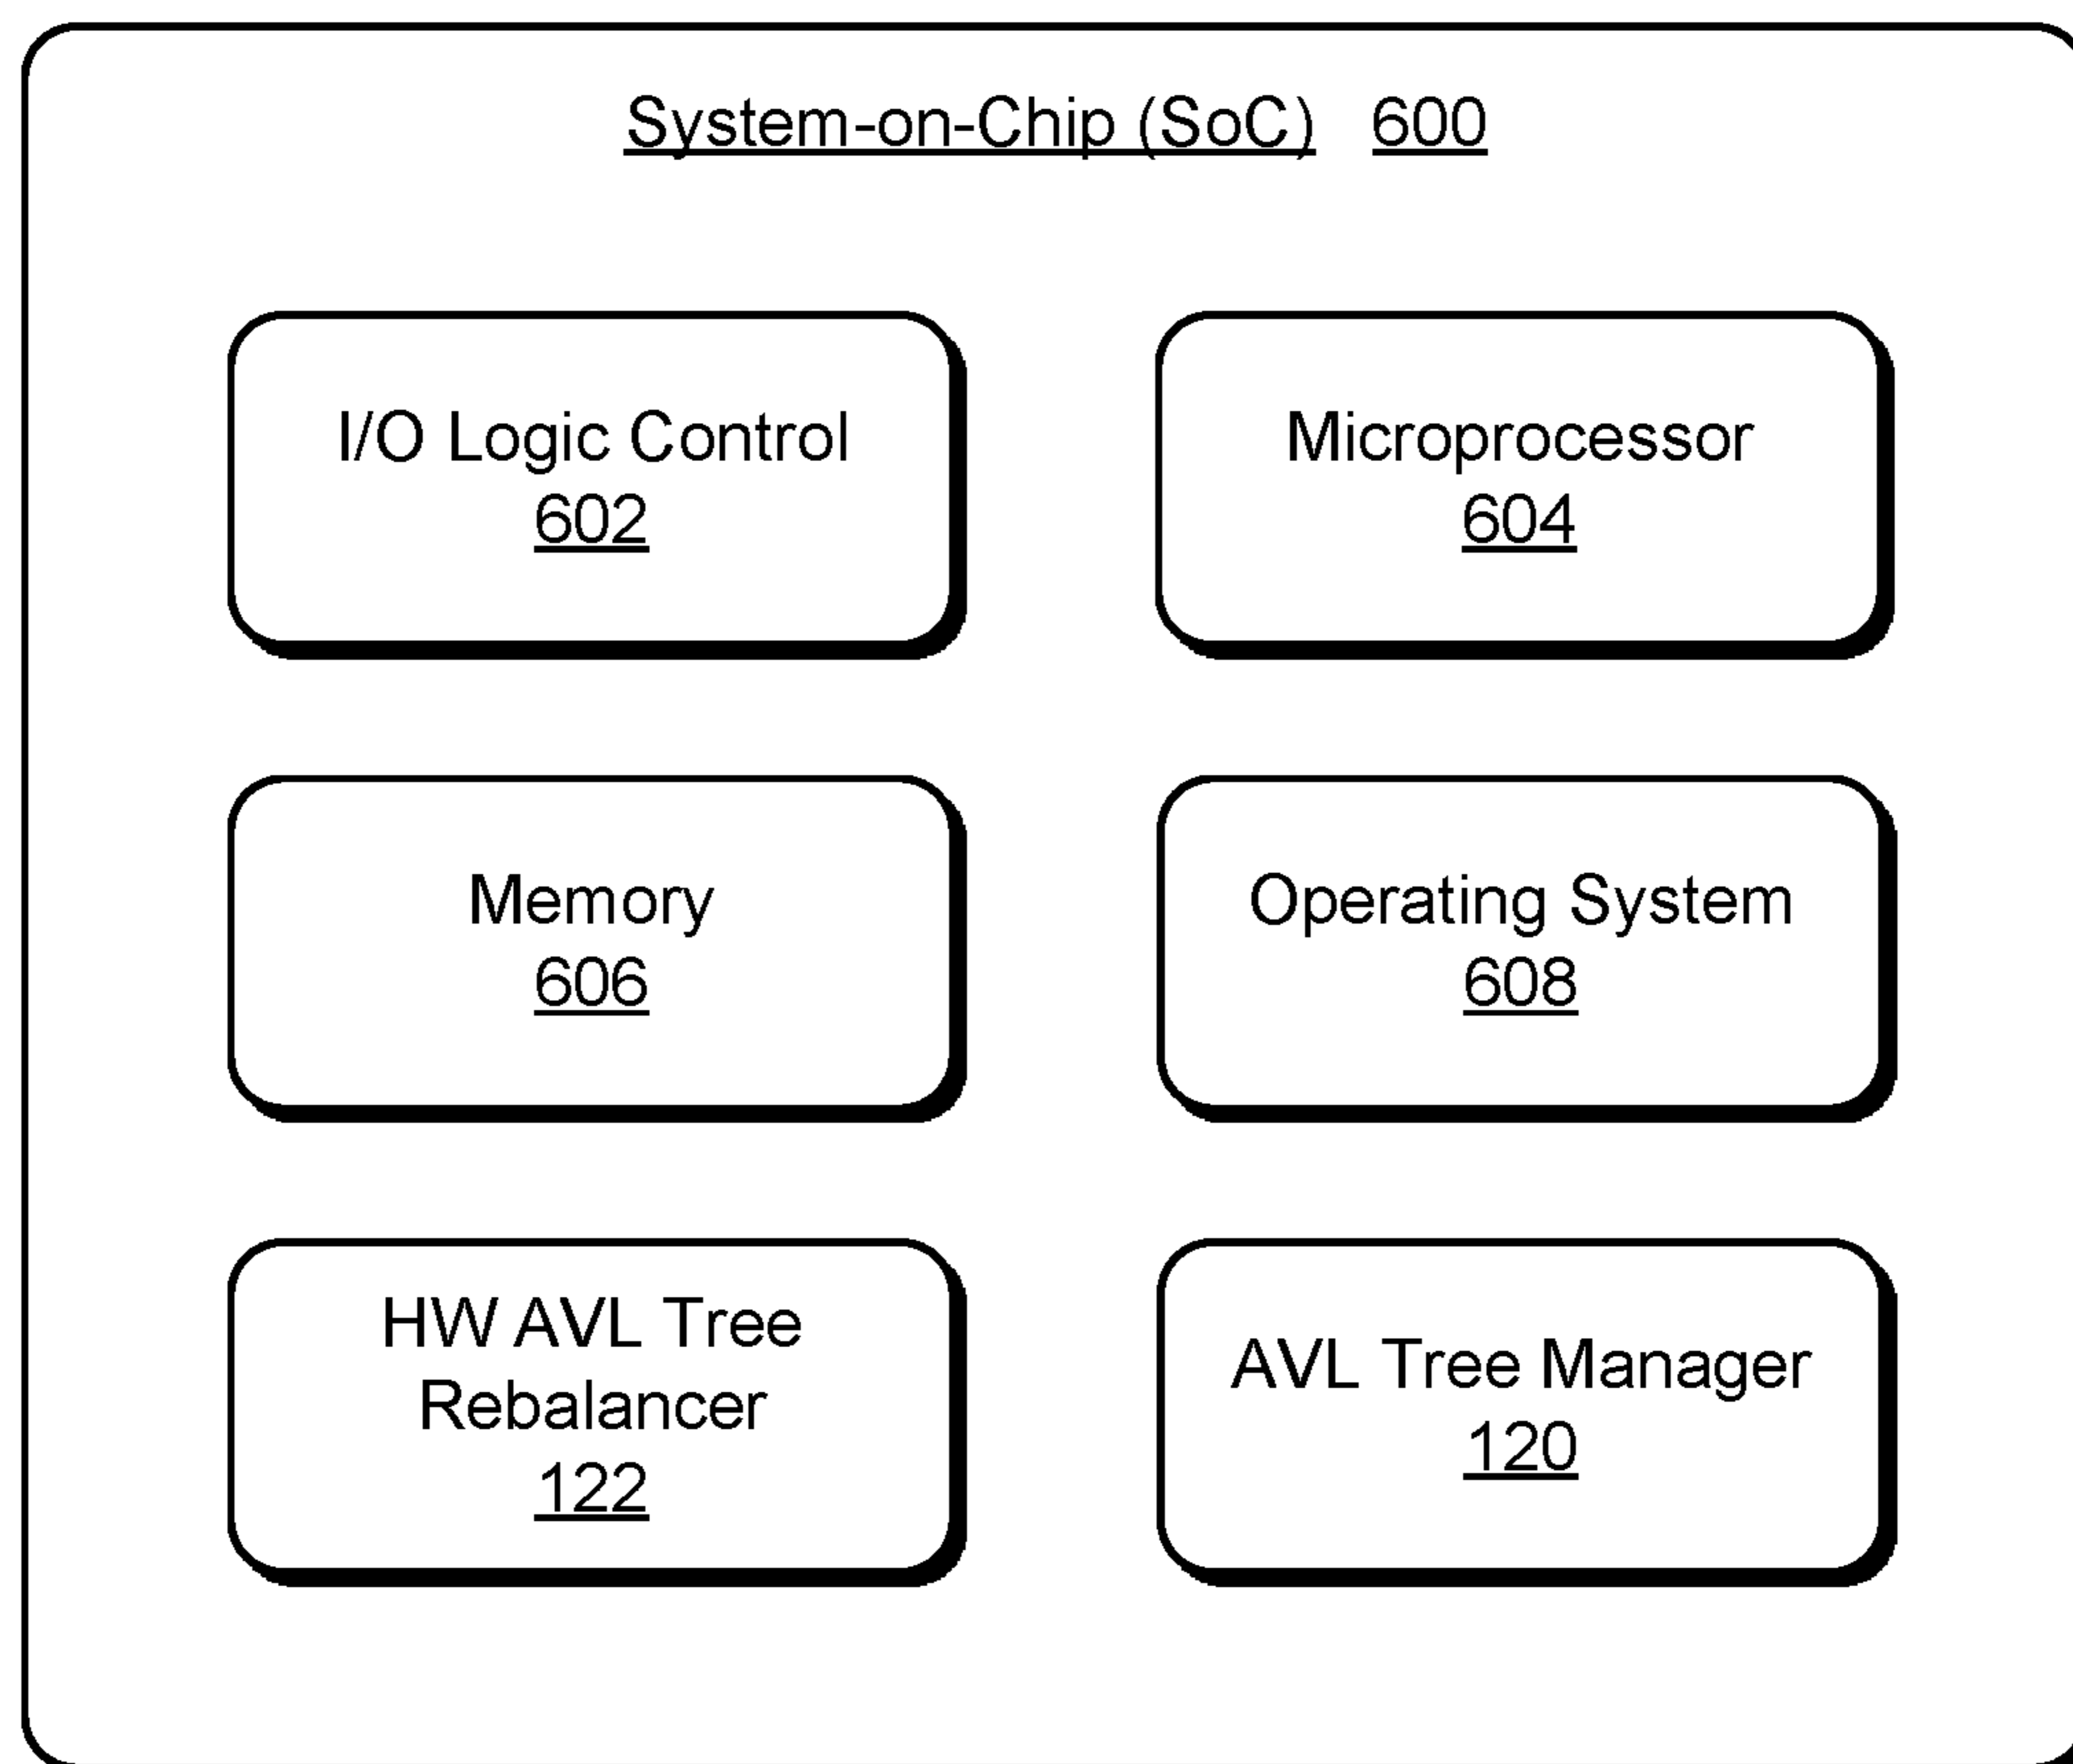 System-on-Chip (SoC) 600
I/O Logic Control
602
Microprocessor
604
Memory
606
Operating System
608
HW AVL Tree
Rebalancer
122
AVL Tree Manager
120